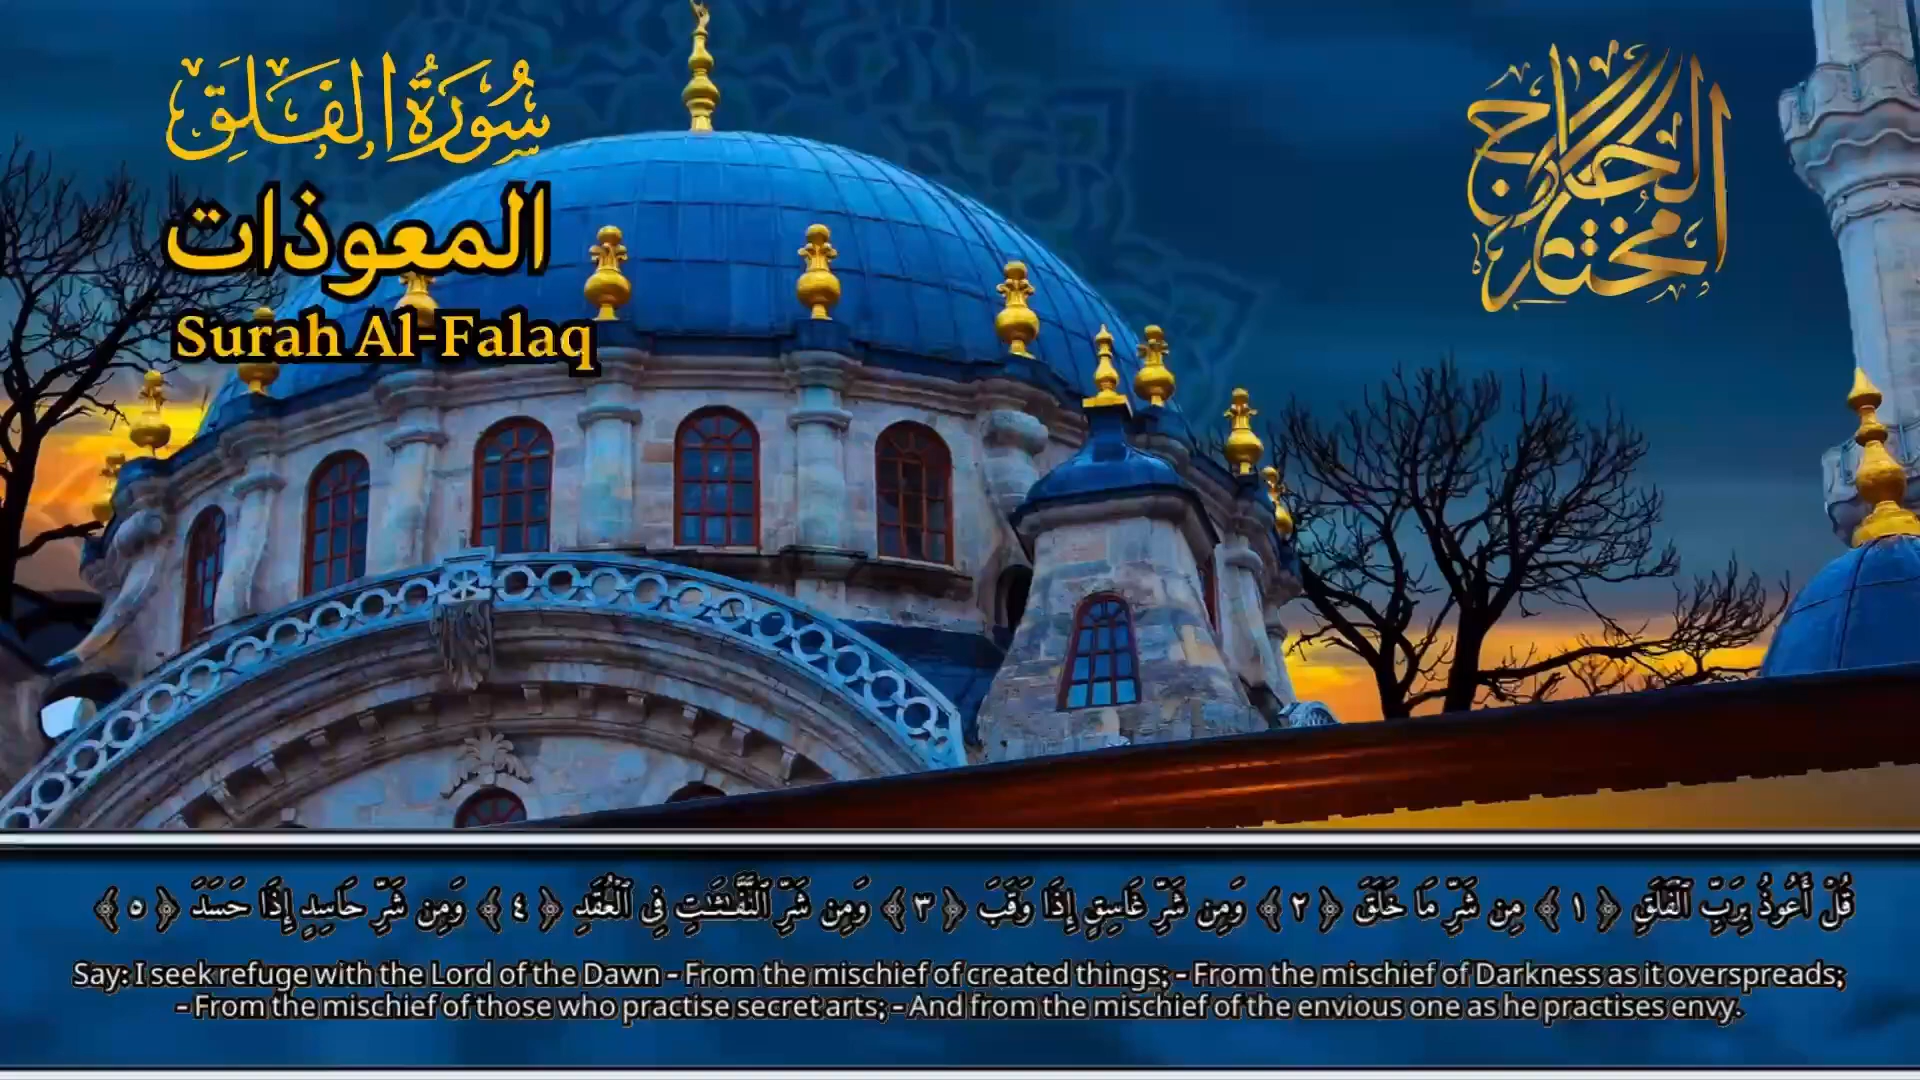 سُورَةُ الْفَلَقِ
المعوذات
Surah Al-Falaq
المختار الحاج
قُلْ أَعُوذُ بِرَبِّ ٱلْفَلَقِ ﴿١﴾ مِن شَرِّ مَا خَلَقَ ﴿٢﴾ وَمِن شَرِّ غَاسِقٍ إِذَا وَقَبَ ﴿٣﴾ وَمِن شَرِّ ٱلنَّفَّـٰثَـٰتِ فِى ٱلْعُقَدِ ﴿٤﴾ وَمِن شَرِّ حَاسِدٍ إِذَا حَسَدَ ﴿٥﴾
Say: I seek refuge with the Lord of the Dawn - From the mischief of created things; - From the mischief of Darkness as it overspreads;
- From the mischief of those who practise secret arts; - And from the mischief of the envious one as he practises envy.